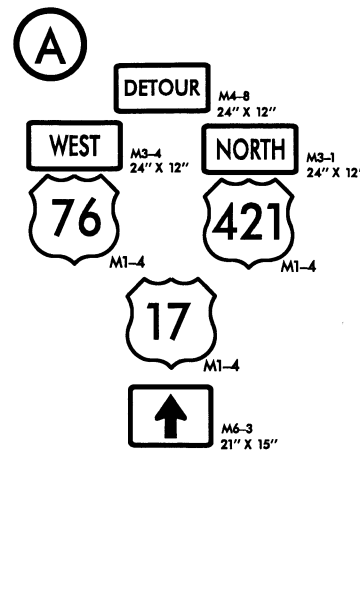 A
DETOUR
M4-8
24" X 12"
WEST
M3-4
24" X 12"
NORTH
M3-1
24" X 12"
76
M1-4
421
M1-4
17
M1-4
M6-3
21" X 15"